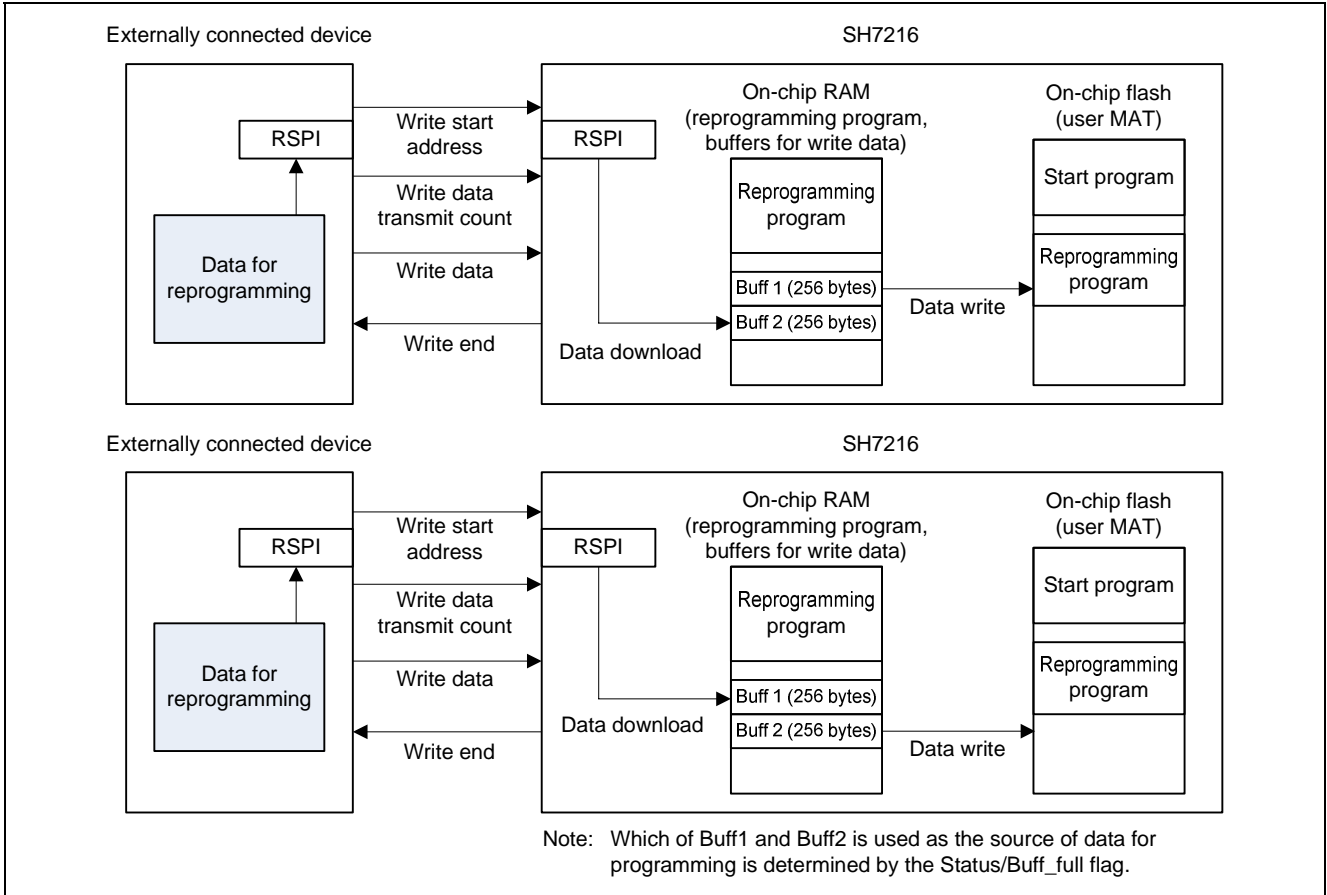 Externally connected device
SH7216
RSPI
Data for
reprogramming
Write start
address
Write data
transmit count
Write data
Write end
RSPI
Data download
On-chip RAM
(reprogramming program,
buffers for write data)
Reprogramming
program
Buff 1 (256 bytes)
Buff 2 (256 bytes)
Data write
On-chip flash
(user MAT)
Start program
Reprogramming
program
Externally connected device
SH7216
RSPI
Data for
reprogramming
Write start
address
Write data
transmit count
Write data
Write end
RSPI
Data download
On-chip RAM
(reprogramming program,
buffers for write data)
Reprogramming
program
Buff 1 (256 bytes)
Buff 2 (256 bytes)
Data write
On-chip flash
(user MAT)
Start program
Reprogramming
program
Note: Which of Buff1 and Buff2 is used as the source of data for
programming is determined by the Status/Buff_full flag.